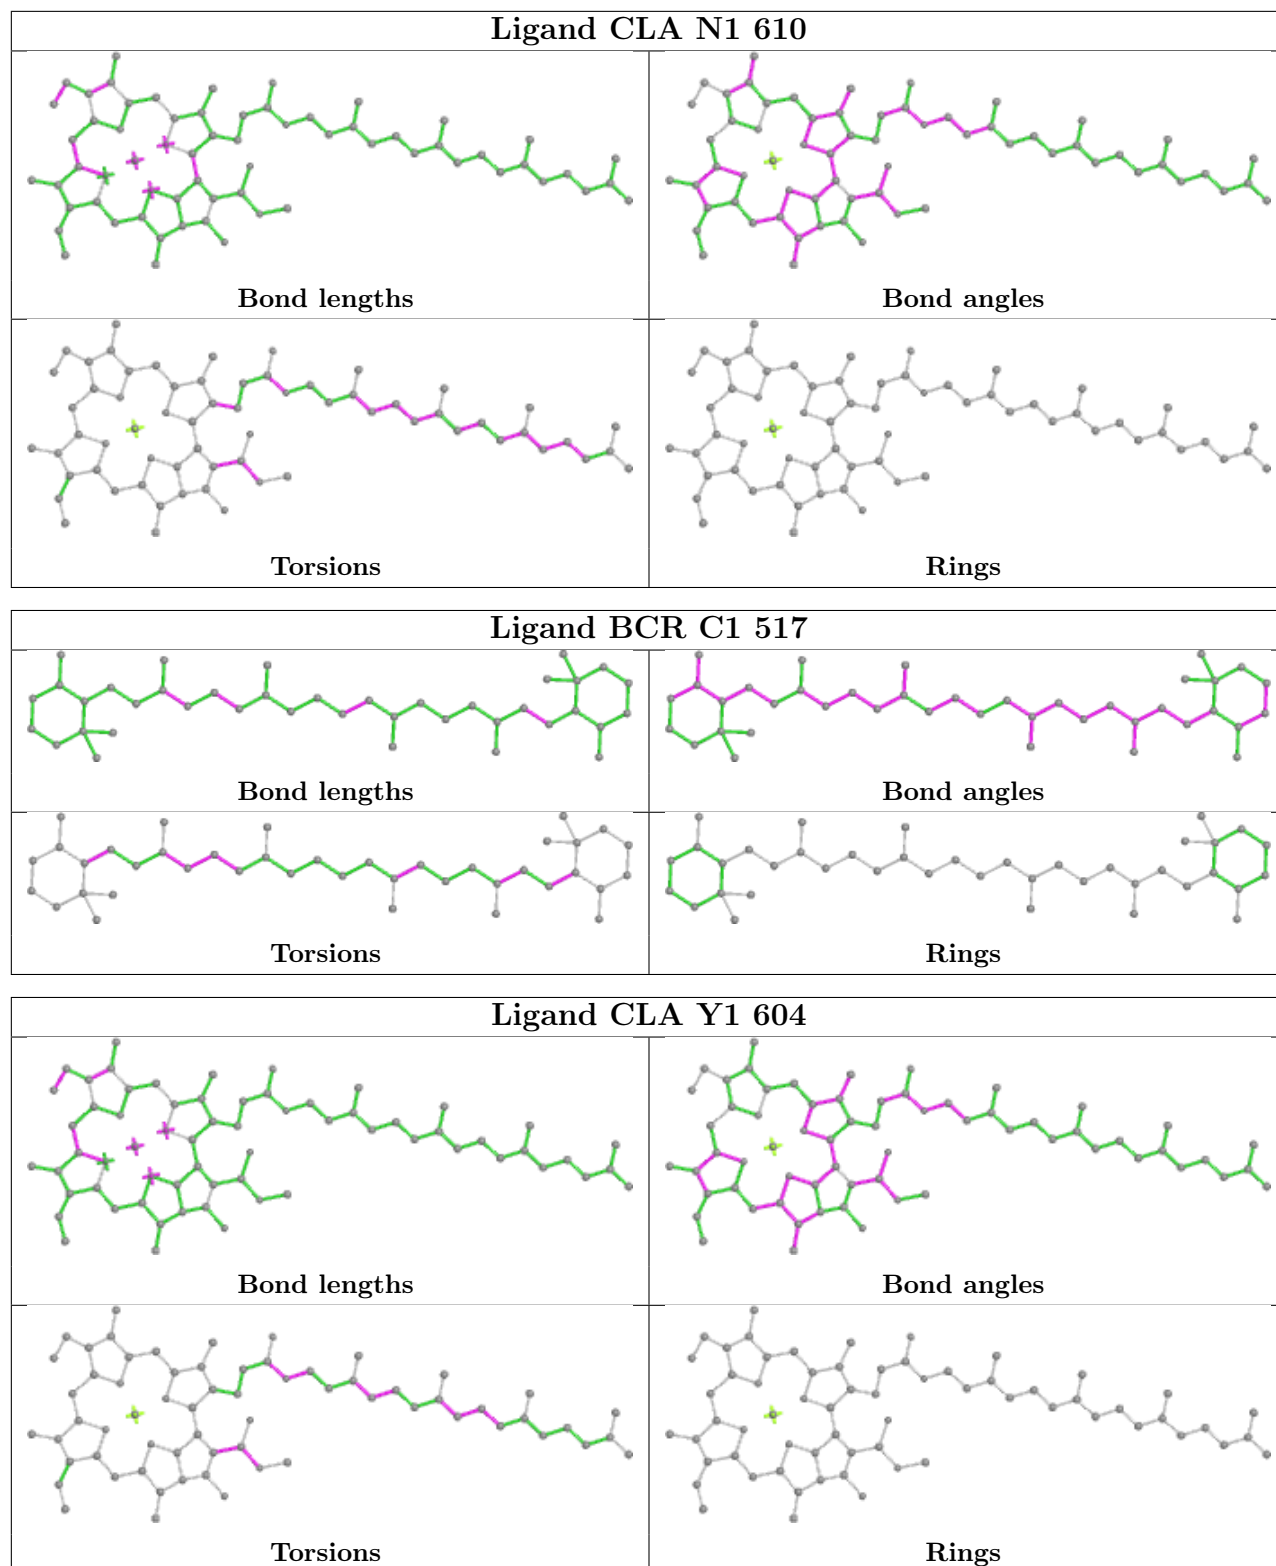 Ligand CLA N1 610
Bond lengths
Bond angles
Torsions
Rings
Ligand BCR C1 517
Bond lengths
Bond angles
Torsions
Rings
Ligand CLA Y1 604
Bond lengths
Bond angles
Torsions
Rings